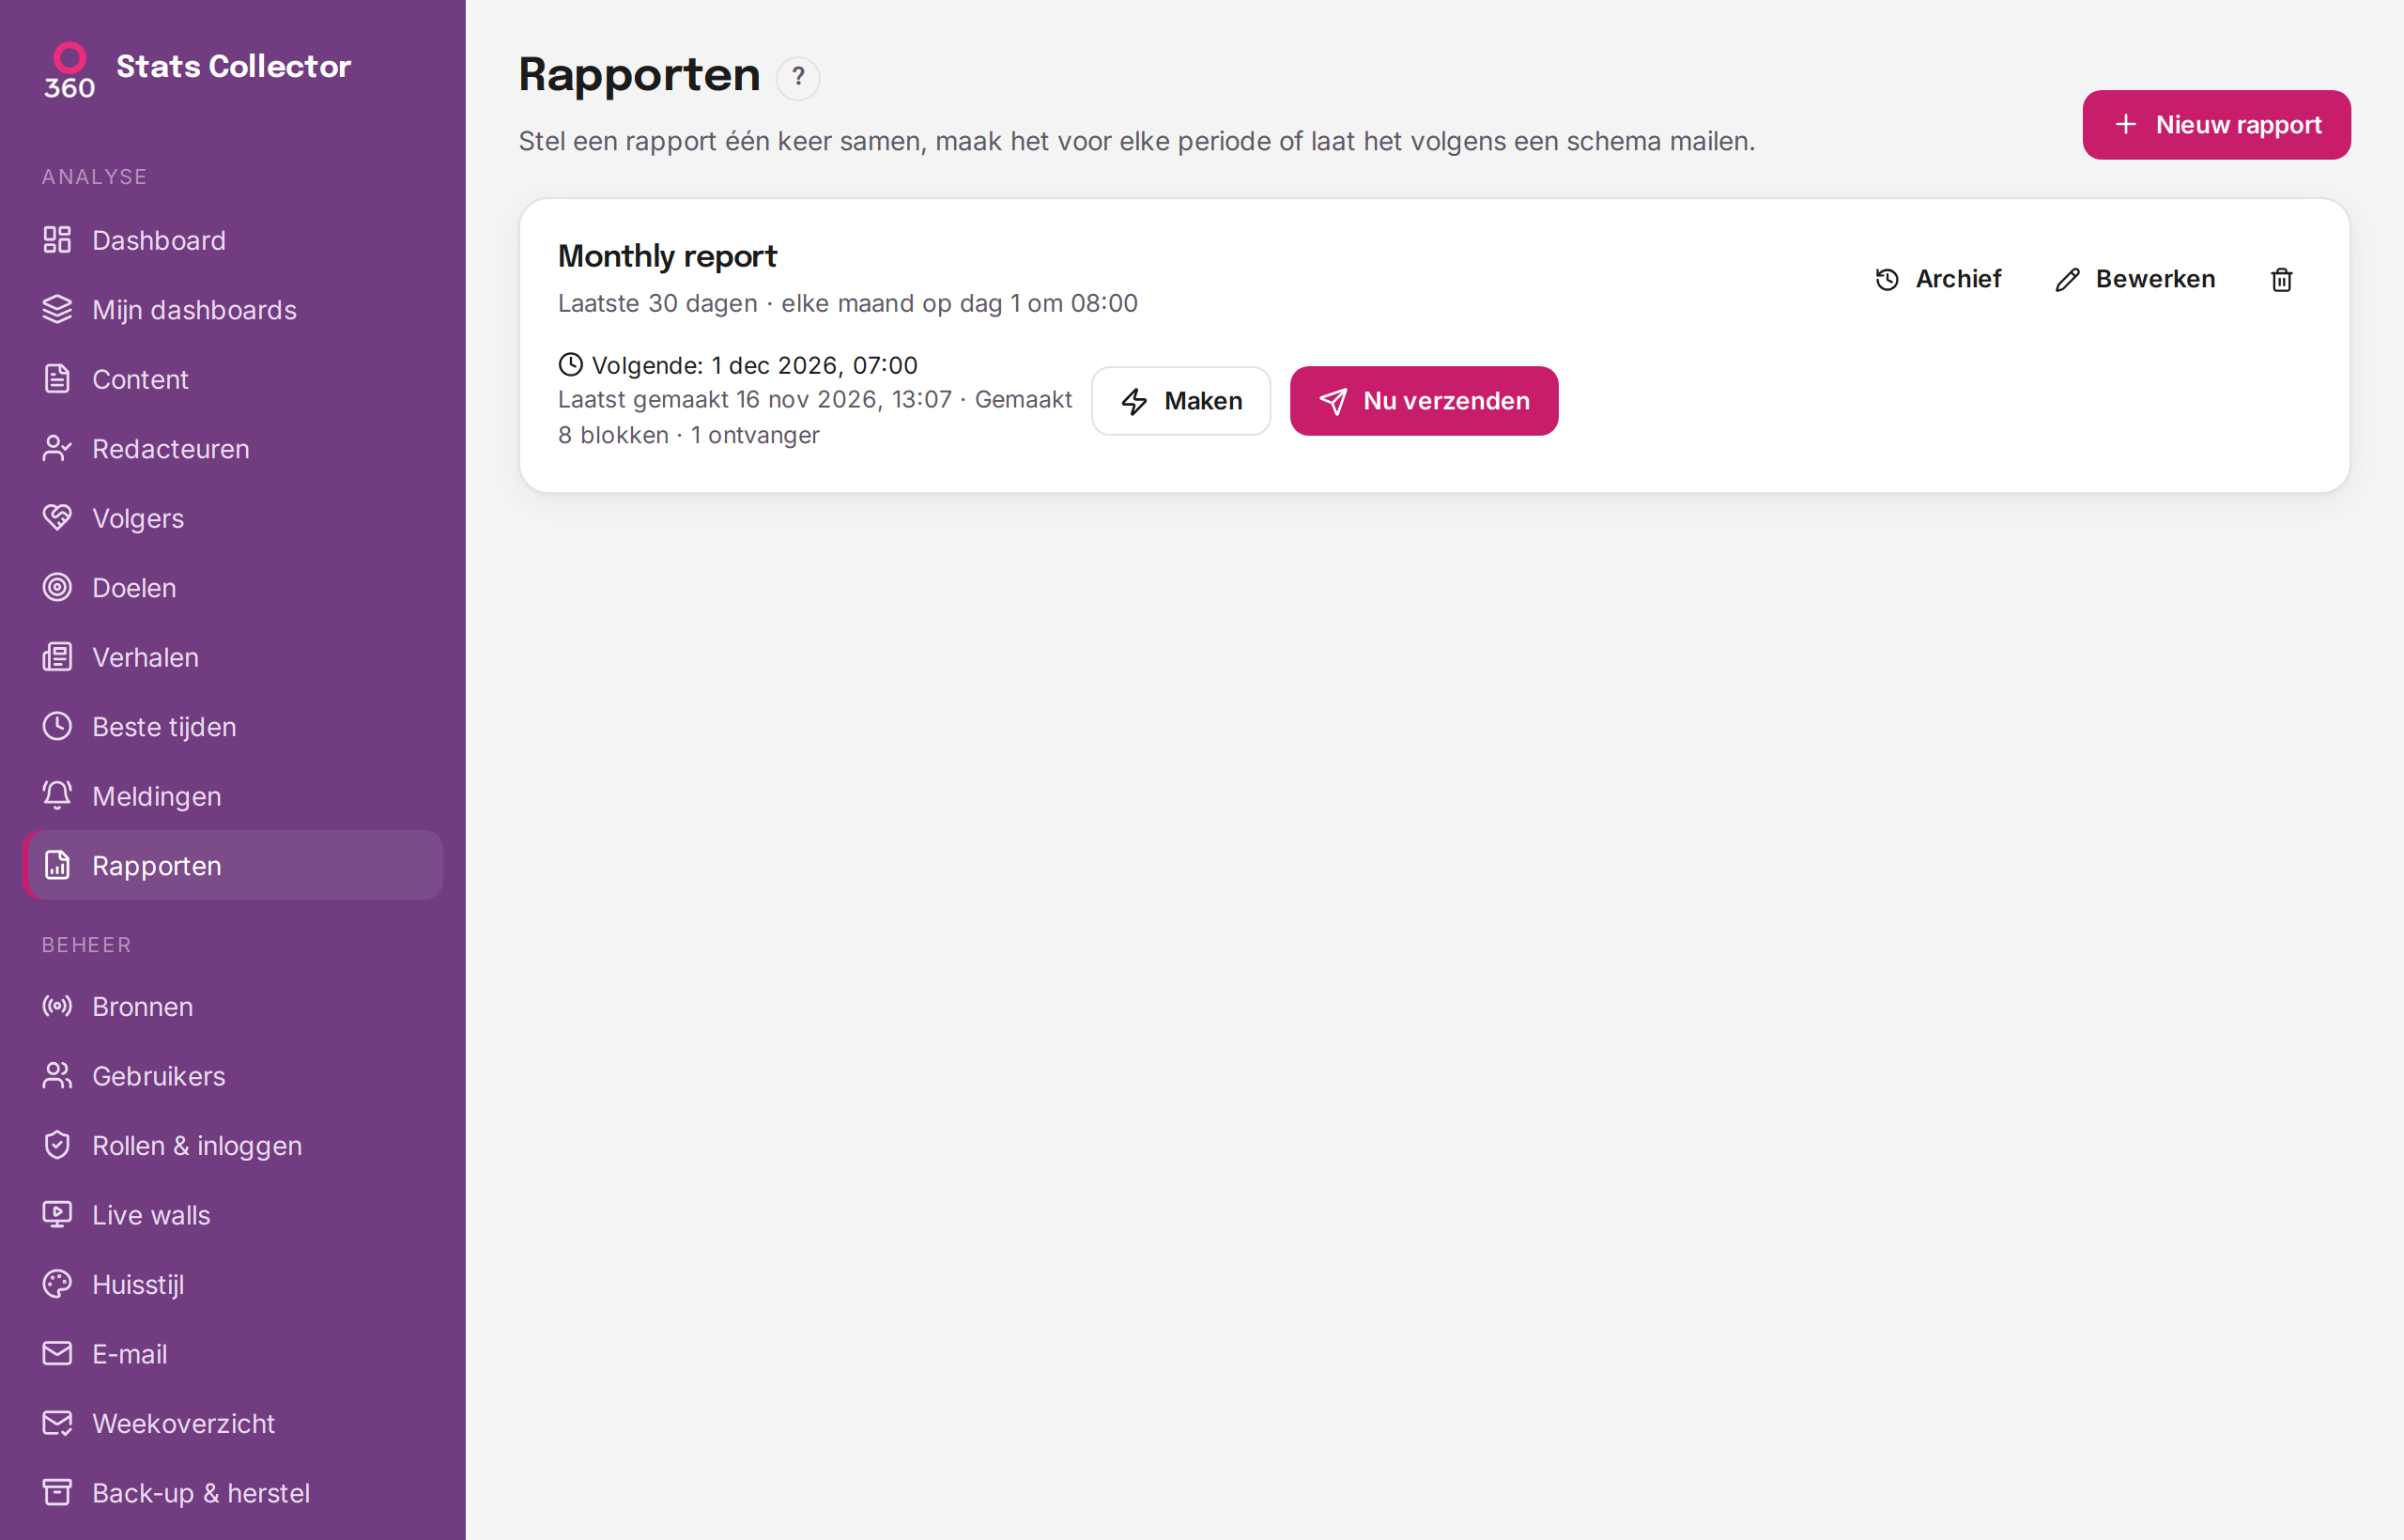 360 Stats Collector
ANALYSE
Dashboard
Mijn dashboards
Content
Redacteuren
Volgers
Doelen
Verhalen
Beste tijden
Meldingen
Rapporten
BEHEER
Bronnen
Gebruikers
Rollen & inloggen
Live walls
Huisstijl
E-mail
Weekoverzicht
Back-up & herstel
Rapporten ?
Stel een rapport één keer samen, maak het voor elke periode of laat het volgens een schema mailen.
Nieuw rapport
Monthly report
Laatste 30 dagen · elke maand op dag 1 om 08:00
Archief Bewerken
Volgende: 1 dec 2026, 07:00
Laatst gemaakt 16 nov 2026, 13:07 · Gemaakt
8 blokken · 1 ontvanger
Maken Nu verzenden